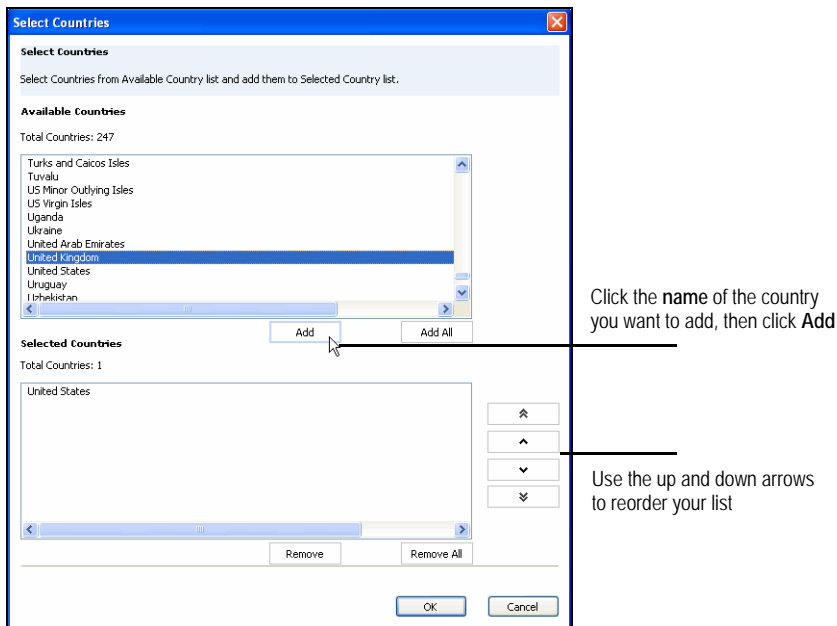 Select Countries
Select Countries
Select Countries from Available Country list and add them to Selected Country list.
Available Countries
Total Countries: 247
Turks and Caicos Isles
Tuvalu
US Minor Outlying Isles
US Virgin Isles
Uganda
Ukraine
United Arab Emirates
United Kingdom
United States
Uruguay
Uzbekistan
Add
Add All
Click the name of the country
you want to add, then click Add
Selected Countries
Total Countries: 1
United States
Use the up and down arrows
to reorder your list
Remove
Remove All
OK
Cancel